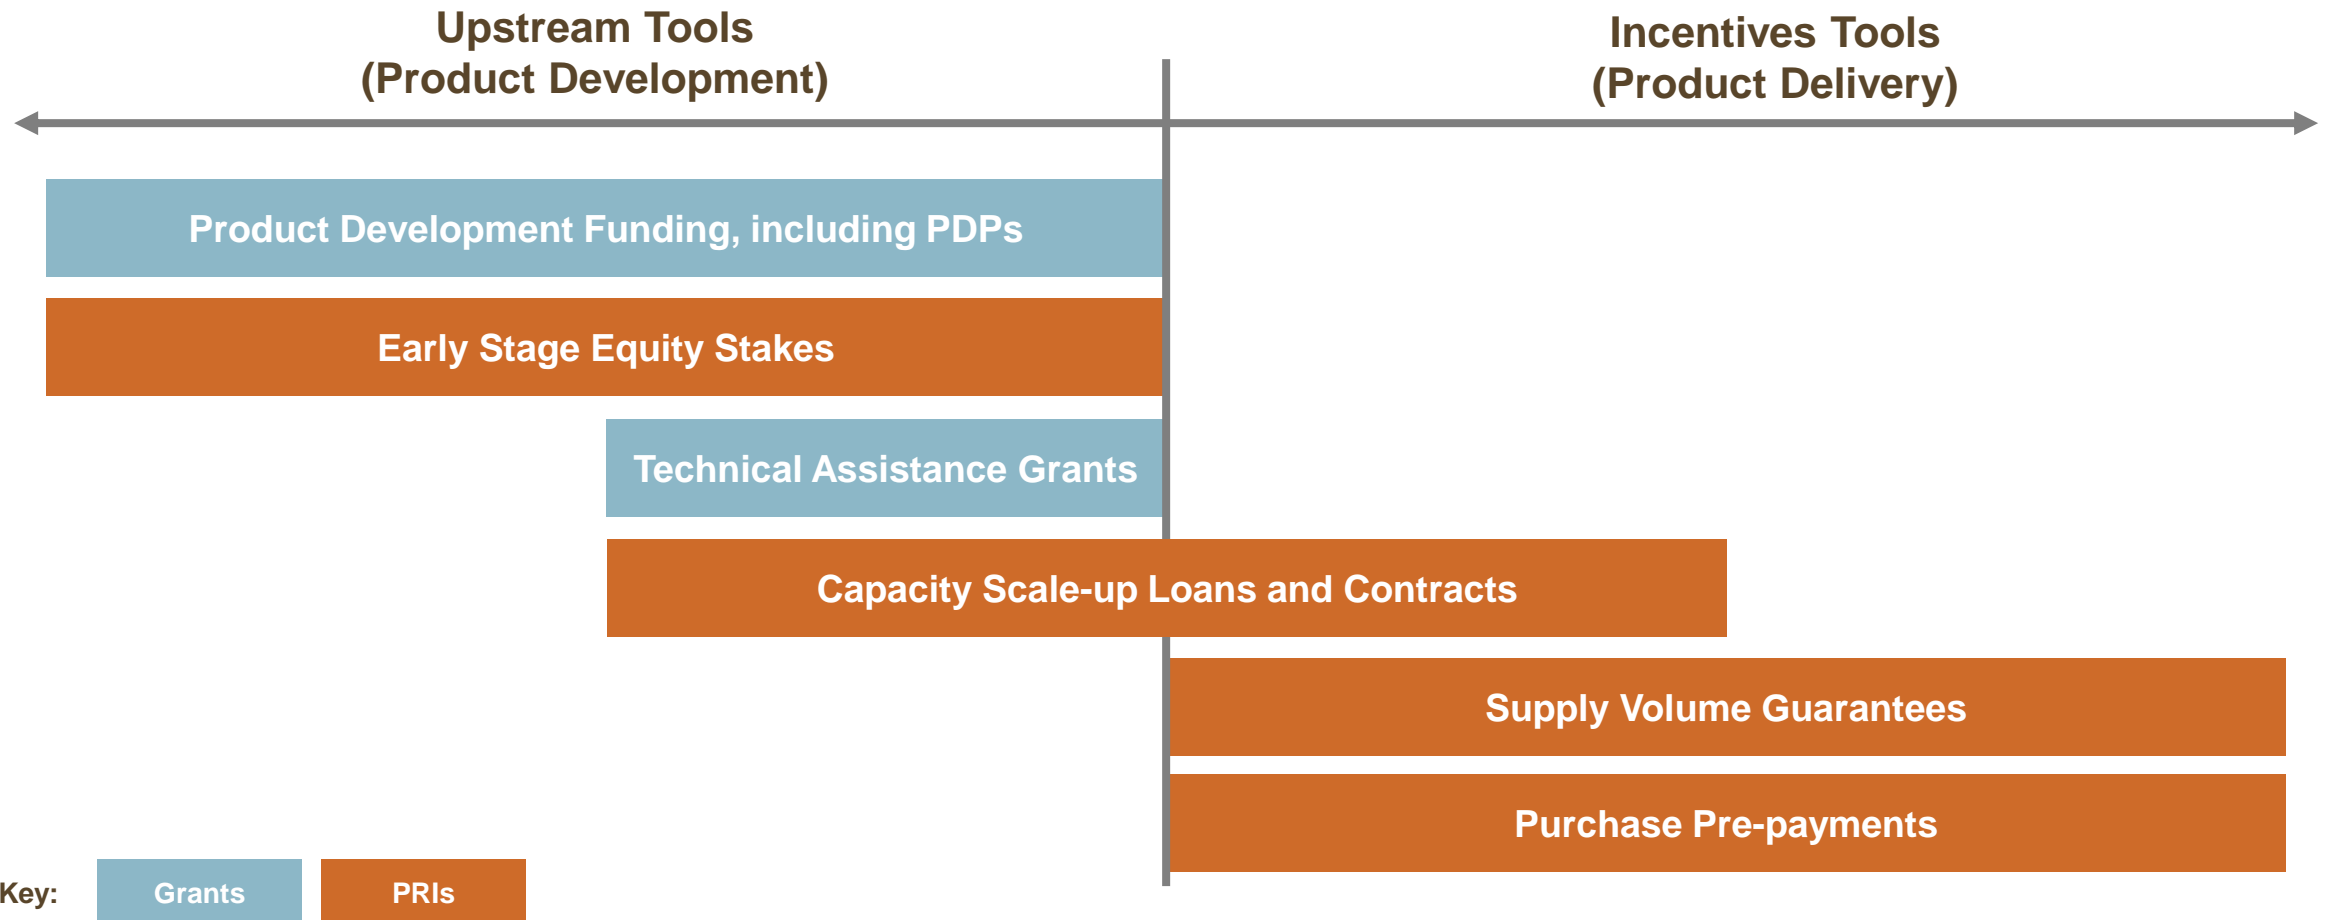 Upstream Tools
(Product Development)
Incentives Tools
(Product Delivery)
Product Development Funding, including PDPs
Early Stage Equity Stakes
Technical Assistance Grants
Capacity Scale-up Loans and Contracts
Supply Volume Guarantees
Purchase Pre-payments
Key:
Grants
PRIs